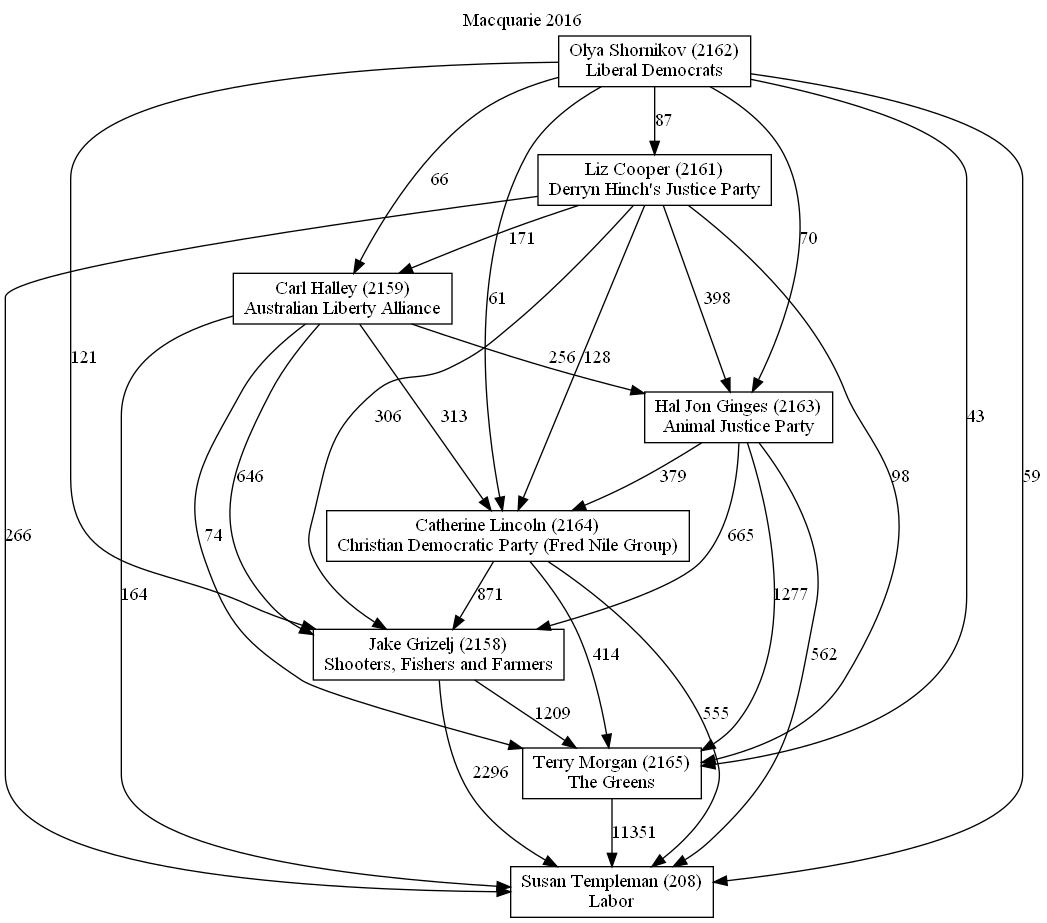 Macquarie 2016
Olya Shornikov (2162)
Liberal Democrats
87
Liz Cooper (2161)
Derryn Hinch's Justice Party
66
171
70
Carl Halley (2159)
Australian Liberty Alliance
61
398
121
256
128
Hal Jon Ginges (2163)
Animal Justice Party
306
313
43
646
379
98
59
Catherine Lincoln (2164)
Christian Democratic Party (Fred Nile Group)
266
74
665
164
871
1277
Jake Grizelj (2158)
Shooters, Fishers and Farmers
414
562
1209
555
Terry Morgan (2165)
The Greens
2296
11351
Susan Templeman (208)
Labor